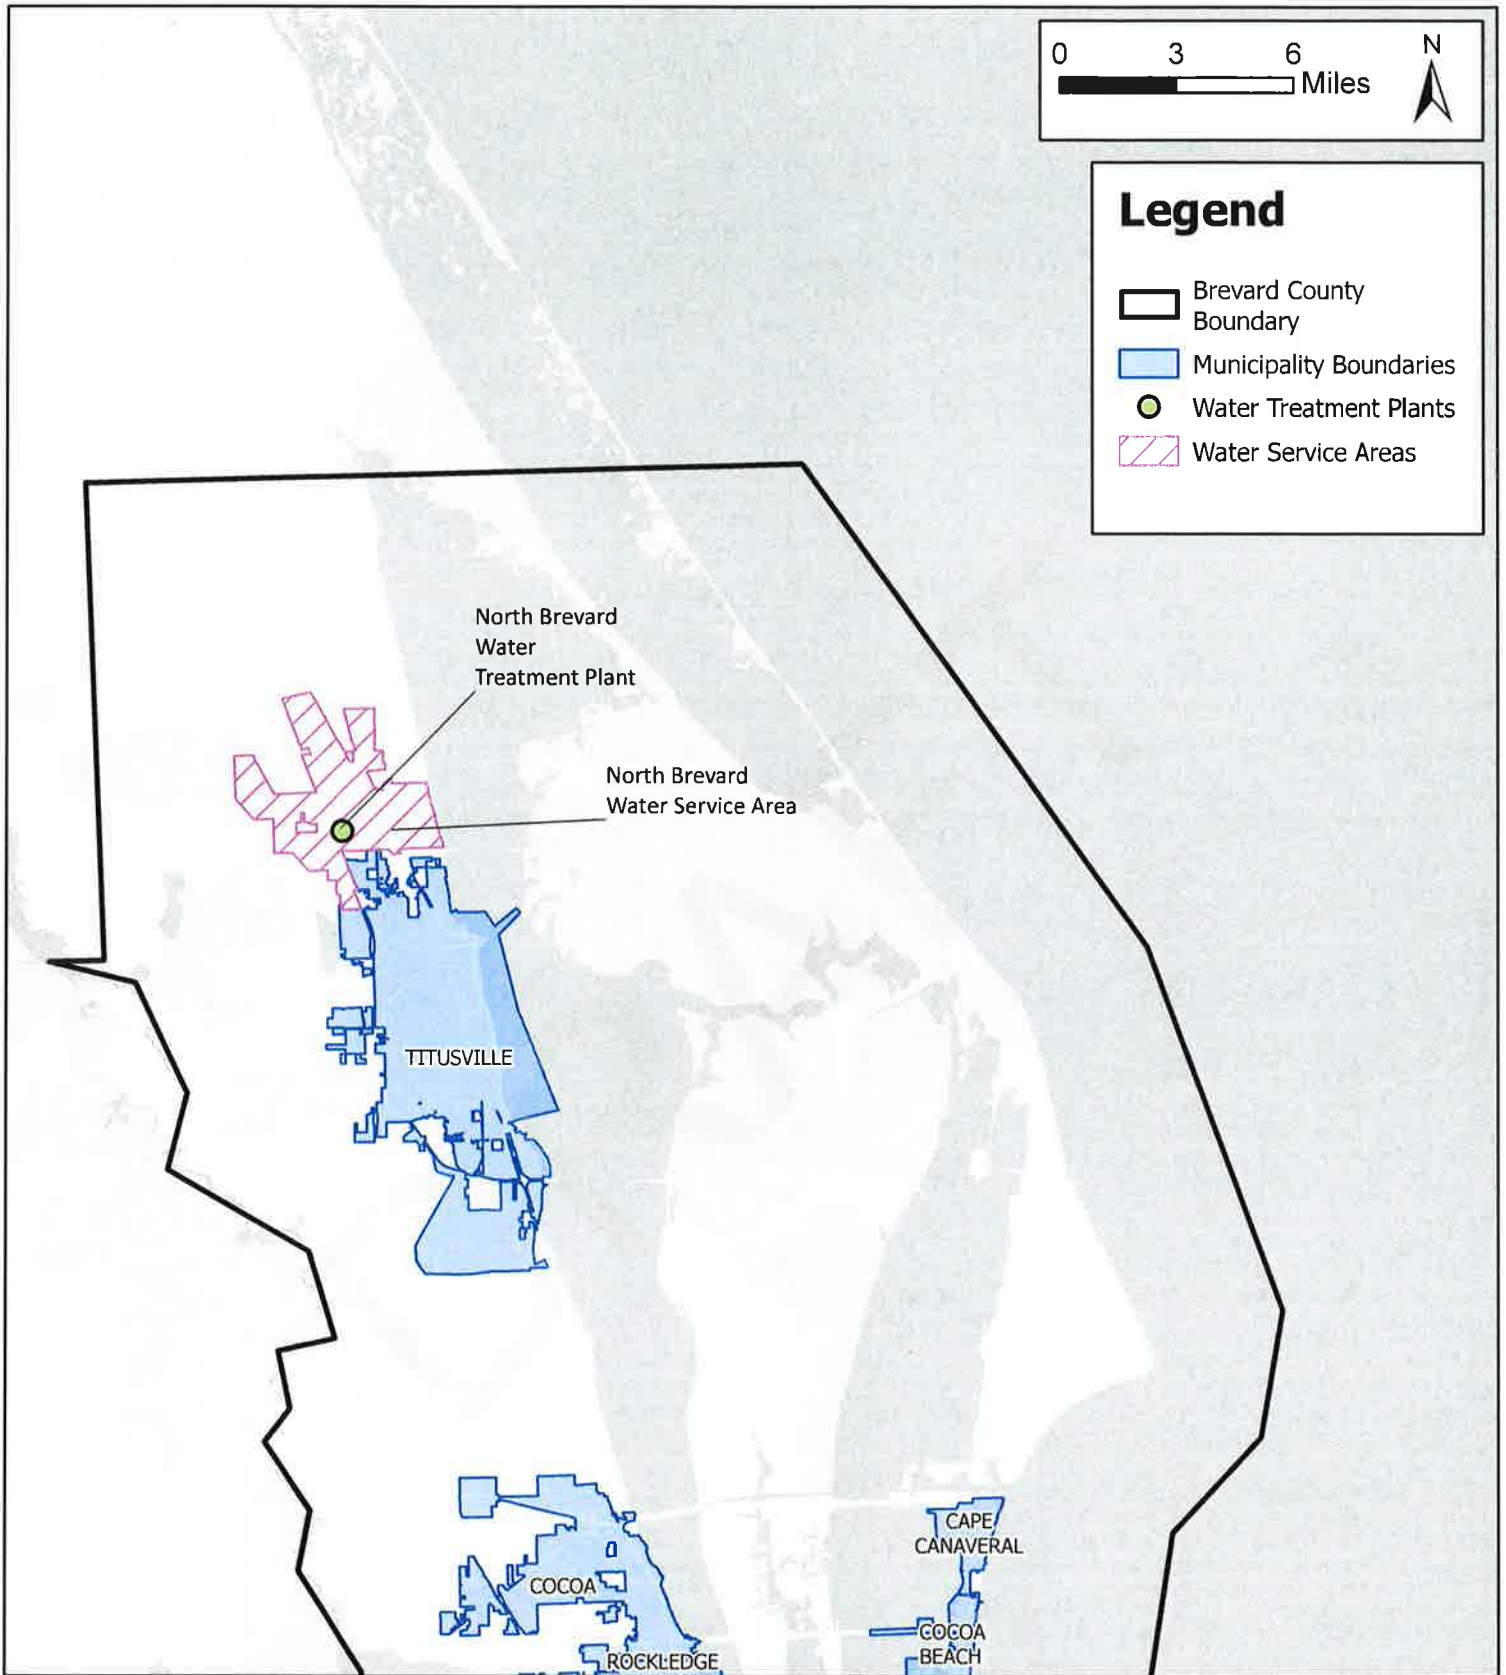 0 3 6
Miles
N
Legend
Brevard County
Boundary
Municipality Boundaries
Water Treatment Plants
Water Service Areas
North Brevard
Water
Treatment Plant
North Brevard
Water Service Area
TITUSVILLE
CAPE
CANAVERAL
COCOA
COCOA
BEACH
ROCKLEDGE